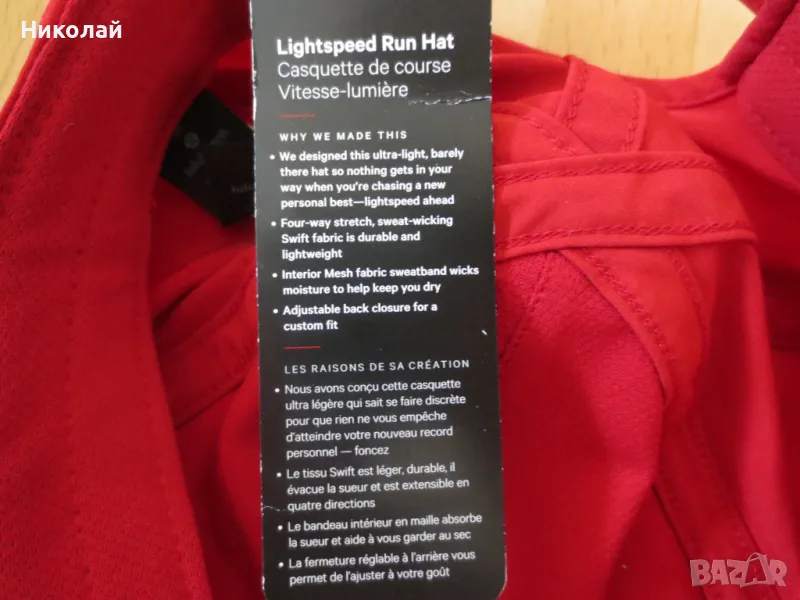 Николай
Lightspeed Run Hat
Casquette de course
Vitesse-lumière
WHY WE MADE THIS
• We designed this ultra-light, barely
there hat so nothing gets in your
way when you're chasing a new
personal best—lightspeed ahead
• Four-way stretch, sweat-wicking
Swift fabric is durable and
lightweight
• Interior Mesh fabric sweatband wicks
moisture to help keep you dry
• Adjustable back closure for a
custom fit
LES RAISONS DE SA CRÉATION
• Nous avons conçu cette casquette
ultra légère qui sait se faire discrète
pour que rien ne vous empêche
d'atteindre votre nouveau record
personnel — foncez
• Le tissu Swift est léger, durable, il
évacue la sueur et est extensible en
quatre directions
• Le bandeau intérieur en maille absorbe
la sueur et aide à vous garder au sec
• La fermeture réglable à l'arrière vous
permet de l'ajuster à votre goût
BAZAR